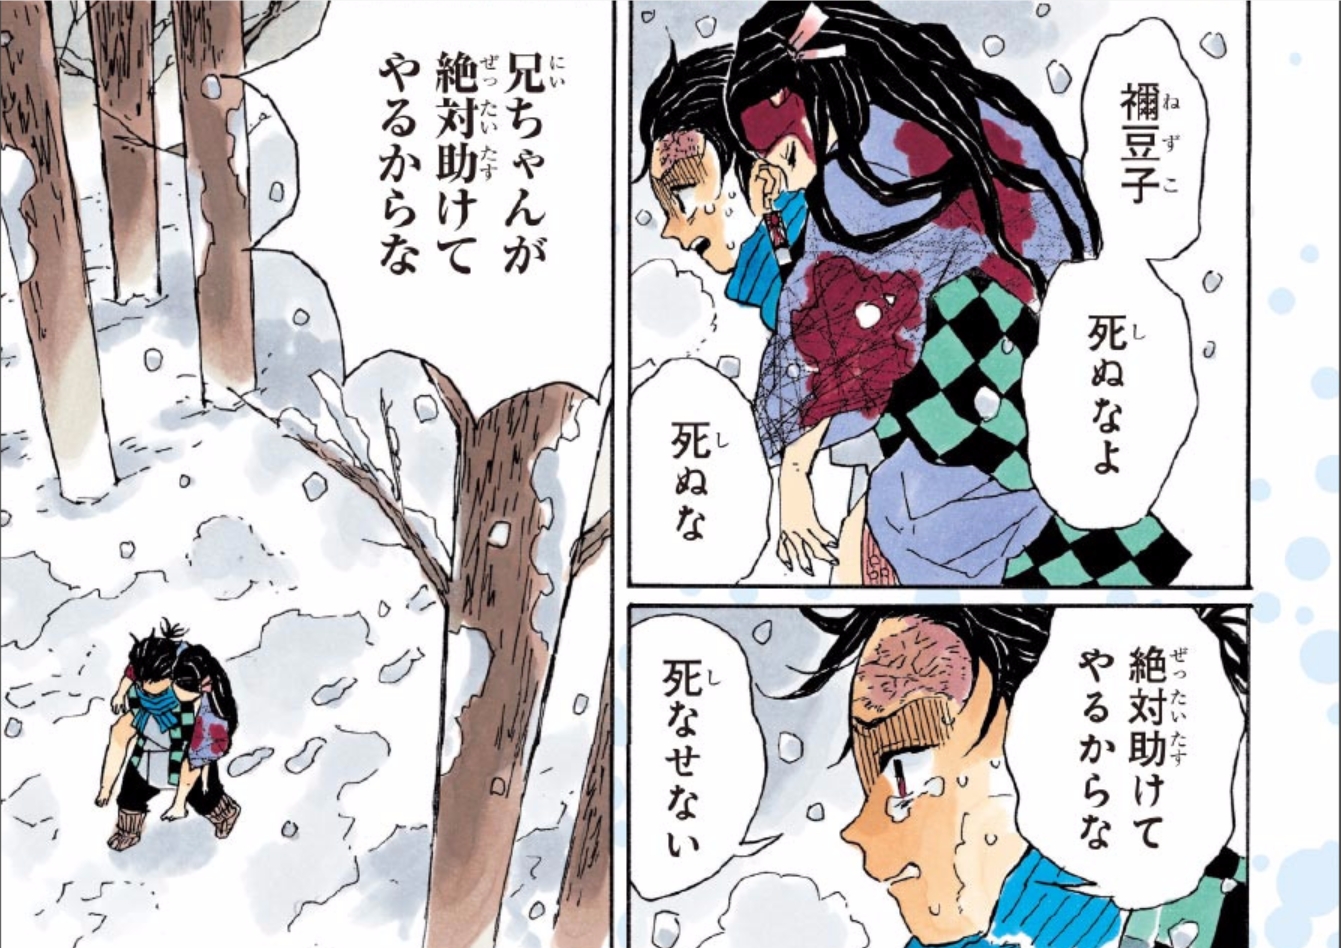 禰豆子
死ぬなよ
死ぬな
絶対助けて
やるからな
死なせない
兄ちゃんが
絶対助けて
やるからな